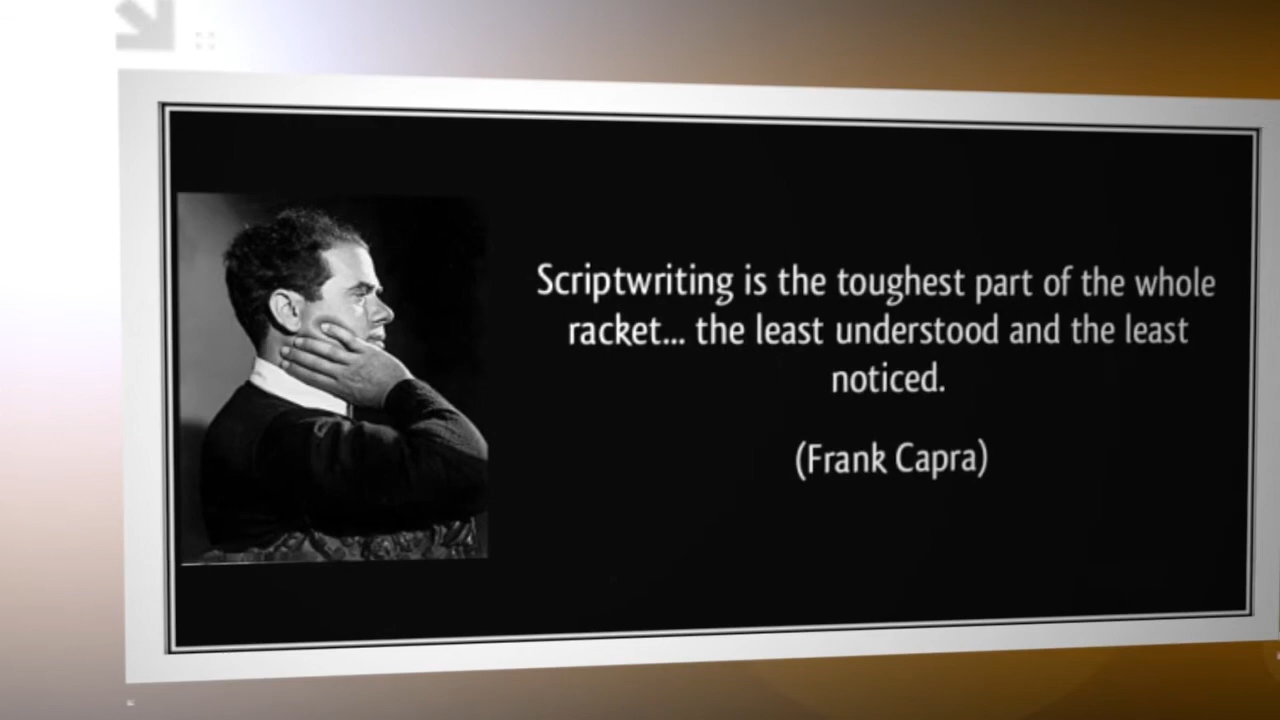 Scriptwriting is the toughest part of the whole
racket... the least understood and the least
noticed.
(Frank Capra)